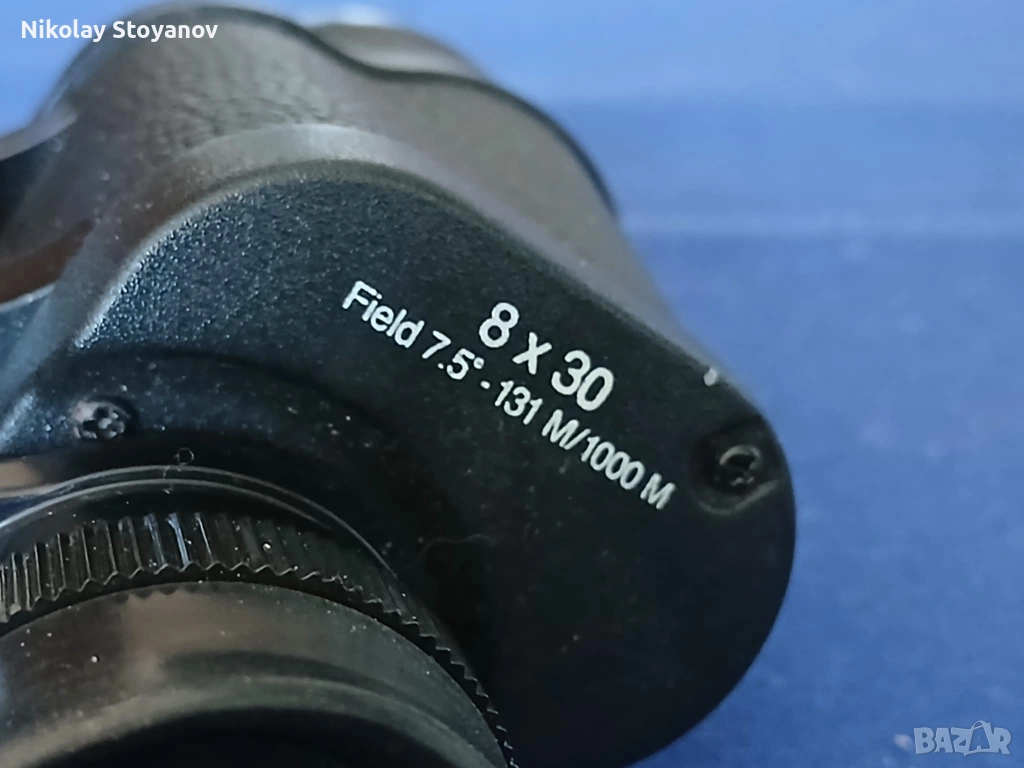 Nikolay Stoyanov
8 x 30
Field 7.5° - 131 M/1000 M
BAZAR